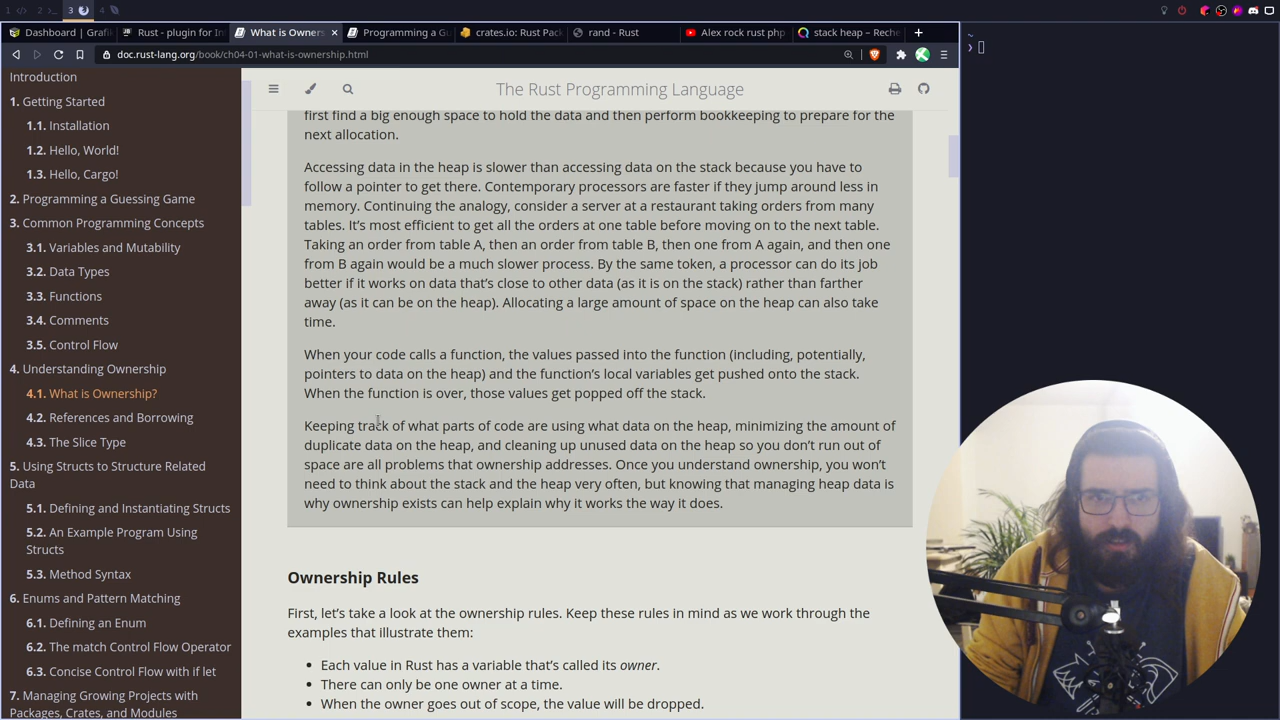 1
2
3
4
Dashboard | Grafi
Rust - plugin for In
What is Owners
Programming a Gu
crates.io: Rust Pac
rand - Rust
Alex rock rust php
stack heap – Reche
doc.rust-lang.org/book/ch04-01-what-is-ownership.html
Introduction
1. Getting Started
1.1. Installation
1.2. Hello, World!
1.3. Hello, Cargo!
2. Programming a Guessing Game
3. Common Programming Concepts
3.1. Variables and Mutability
3.2. Data Types
3.3. Functions
3.4. Comments
3.5. Control Flow
4. Understanding Ownership
4.1. What is Ownership?
4.2. References and Borrowing
4.3. The Slice Type
5. Using Structs to Structure Related
Data
5.1. Defining and Instantiating Structs
5.2. An Example Program Using
Structs
5.3. Method Syntax
6. Enums and Pattern Matching
6.1. Defining an Enum
6.2. The match Control Flow Operator
6.3. Concise Control Flow with if let
7. Managing Growing Projects with
Packages, Crates, and Modules
The Rust Programming Language
first find a big enough space to hold the data and then perform bookkeeping to prepare for the
next allocation.
Accessing data in the heap is slower than accessing data on the stack because you have to
follow a pointer to get there. Contemporary processors are faster if they jump around less in
memory. Continuing the analogy, consider a server at a restaurant taking orders from many
tables. It’s most efficient to get all the orders at one table before moving on to the next table.
Taking an order from table A, then an order from table B, then one from A again, and then one
from B again would be a much slower process. By the same token, a processor can do its job
better if it works on data that’s close to other data (as it is on the stack) rather than farther
away (as it can be on the heap). Allocating a large amount of space on the heap can also take
time.
When your code calls a function, the values passed into the function (including, potentially,
pointers to data on the heap) and the function’s local variables get pushed onto the stack.
When the function is over, those values get popped off the stack.
Keeping track of what parts of code are using what data on the heap, minimizing the amount of
duplicate data on the heap, and cleaning up unused data on the heap so you don’t run out of
space are all problems that ownership addresses. Once you understand ownership, you won’t
need to think about the stack and the heap very often, but knowing that managing heap data is
why ownership exists can help explain why it works the way it does.
Ownership Rules
First, let’s take a look at the ownership rules. Keep these rules in mind as we work through the
examples that illustrate them:
• Each value in Rust has a variable that’s called its owner.
• There can only be one owner at a time.
• When the owner goes out of scope, the value will be dropped.
~
❯